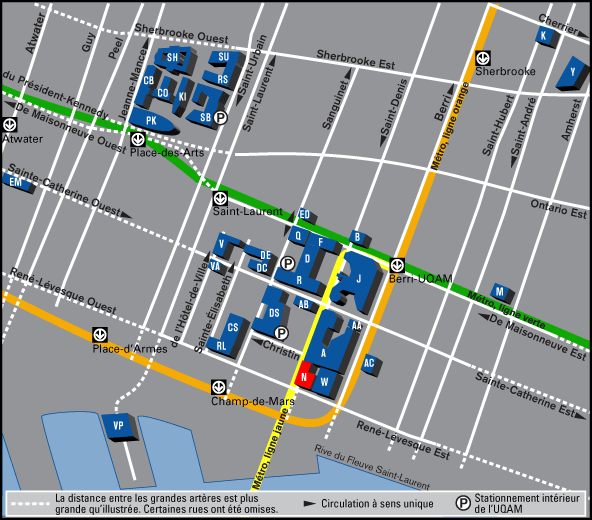 Atwater
Guy
Peel
Sherbrooke Ouest
Jeanne-Mance
Saint-Urbain
Saint-Laurent
Sherbrooke Est
Cherrier
K
Y
SH
SU
CB
CO
KI
RS
PK
SB
P
Sanguinet
Saint-Denis
Berri
Métro, ligne orange
Sherbrooke
Saint-Hubert
Saint-André
Amherst
du Président-Kennedy
De Maisonneuve Ouest
Atwater
Place-des-Arts
Sainte-Catherine Ouest
EM
Saint-Laurent
Ontario Est
ED
Q
F
B
V
DE
DC
VA
P
D
R
J
Berri-UQAM
M
Métro, ligne verte
De Maisonneuve Est
René-Lévesque Ouest
de l'Hôtel-de-Ville
Sainte-Élisabeth
AB
DS
P
CS
RL
Christin
A
AA
AC
N
W
Place-d'Armes
Champ-de-Mars
Sainte-Catherine Est
René-Lévesque Est
VP
Métro, ligne jaune
Rive du Fleuve Saint-Laurent
La distance entre les grandes artères est plus
grande qu'illustrée. Certaines rues ont été omises.
Circulation à sens unique
P
Stationnement intérieur
de l'UQAM